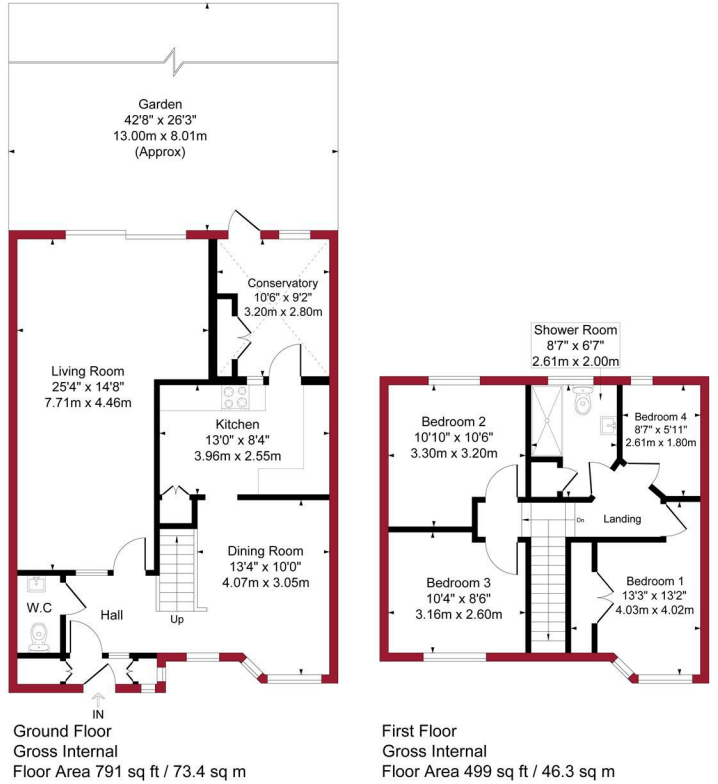 Garden
42'8" x 26'3"
13.00m x 8.01m
(Approx)
Conservatory
10'6" x 9'2"
3.20m x 2.80m
Living Room
25'4" x 14'8"
7.71m x 4.46m
Kitchen
13'0" x 8'4"
3.96m x 2.55m
Dining Room
13'4" x 10'0"
4.07m x 3.05m
W.C
Hall
Up
IN
Ground Floor
Gross Internal
Floor Area 791 sq ft / 73.4 sq m
Shower Room
8'7" x 6'7"
2.61m x 2.00m
Bedroom 2
10'10" x 10'6"
3.30m x 3.20m
Bedroom 4
8'7" x 5'11"
2.61m x 1.80m
Dn
Landing
Bedroom 3
10'4" x 8'6"
3.16m x 2.60m
Bedroom 1
13'3" x 13'2"
4.03m x 4.02m
First Floor
Gross Internal
Floor Area 499 sq ft / 46.3 sq m